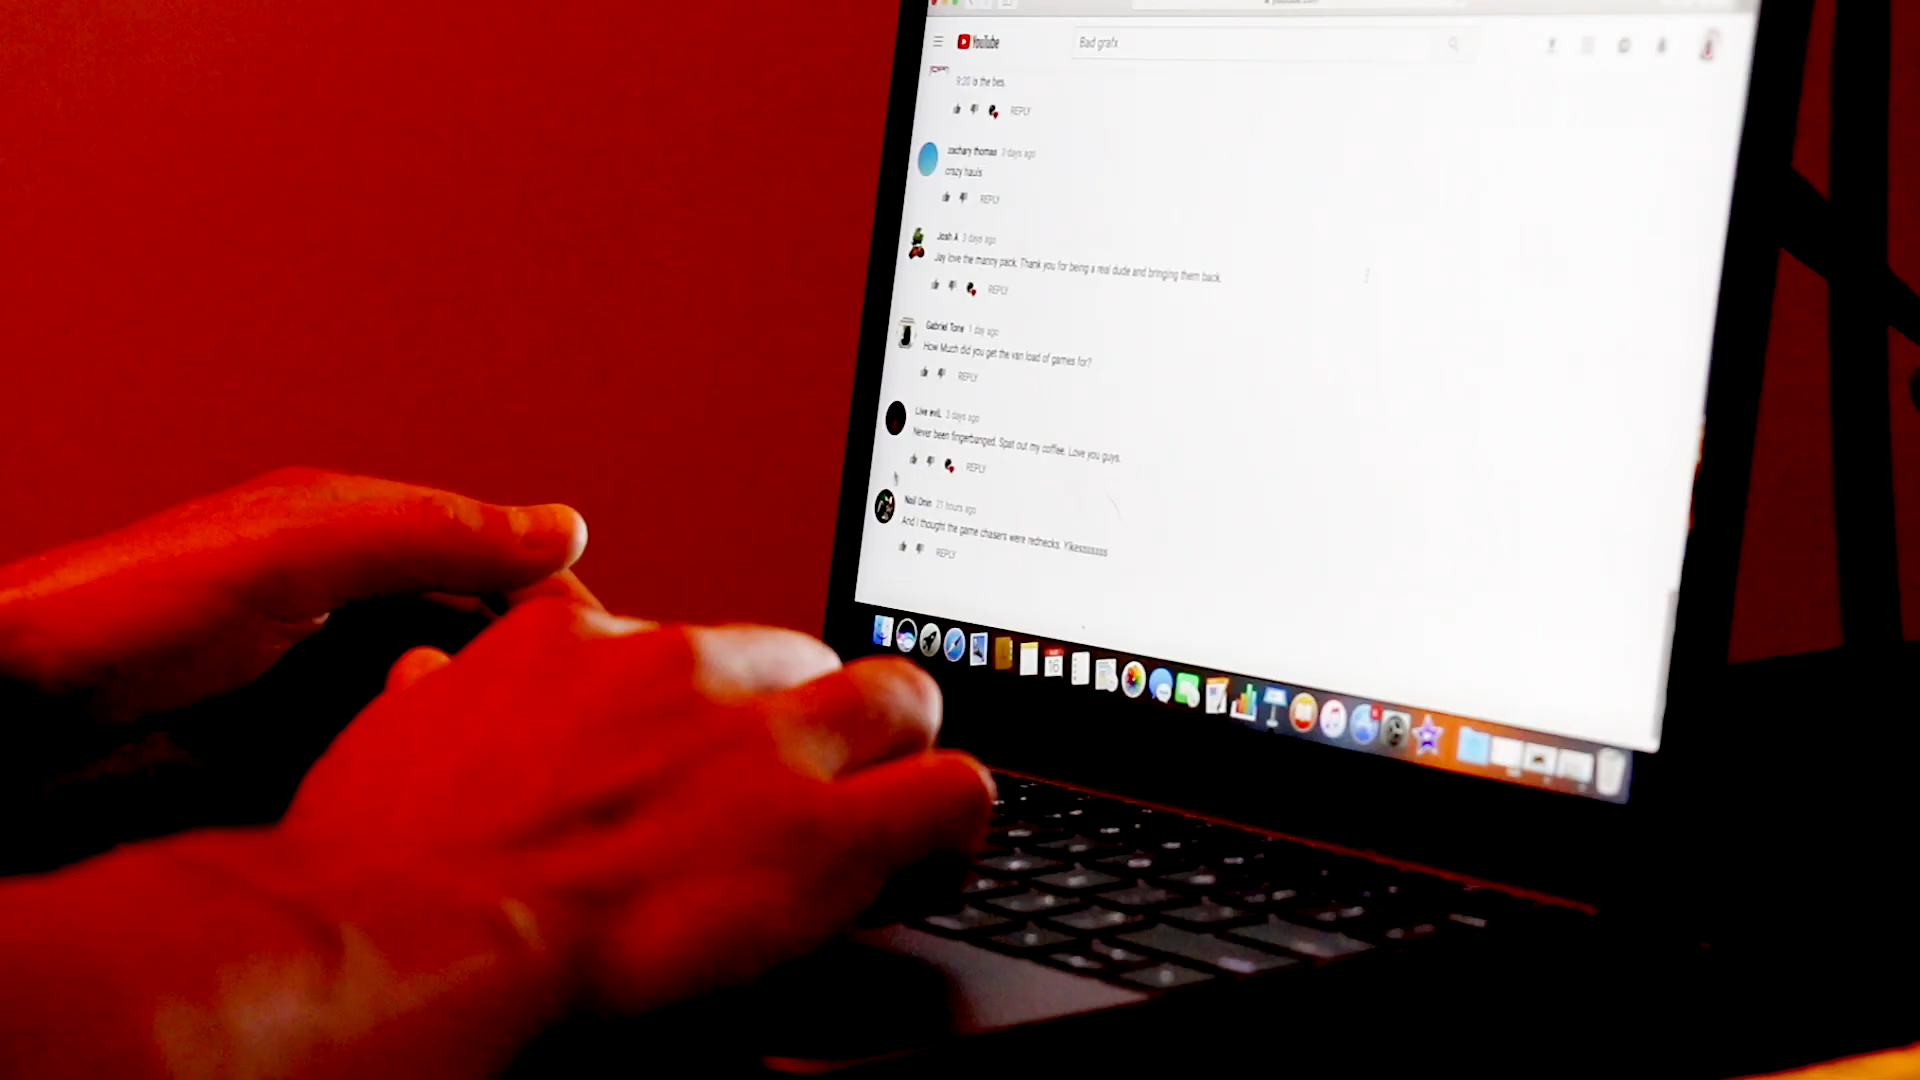 YouTube
Bad grafx
9:20 is the bes.
REPLY
zachary thomas 3 days ago
crazy hauls
REPLY
Josh A 3 days ago
Jay love the manny pack. Thank you for being a real dude and bringing them back.
REPLY
Gabriel Tone 1 day ago
How Much did you get the van load of games for?
REPLY
Live eviL 3 days ago
Never been fingerbanged. Spat out my coffee. Love you guys.
REPLY
21 hours ago
And I thought the game chasers were rednecks. Yikesssssss
REPLY
16